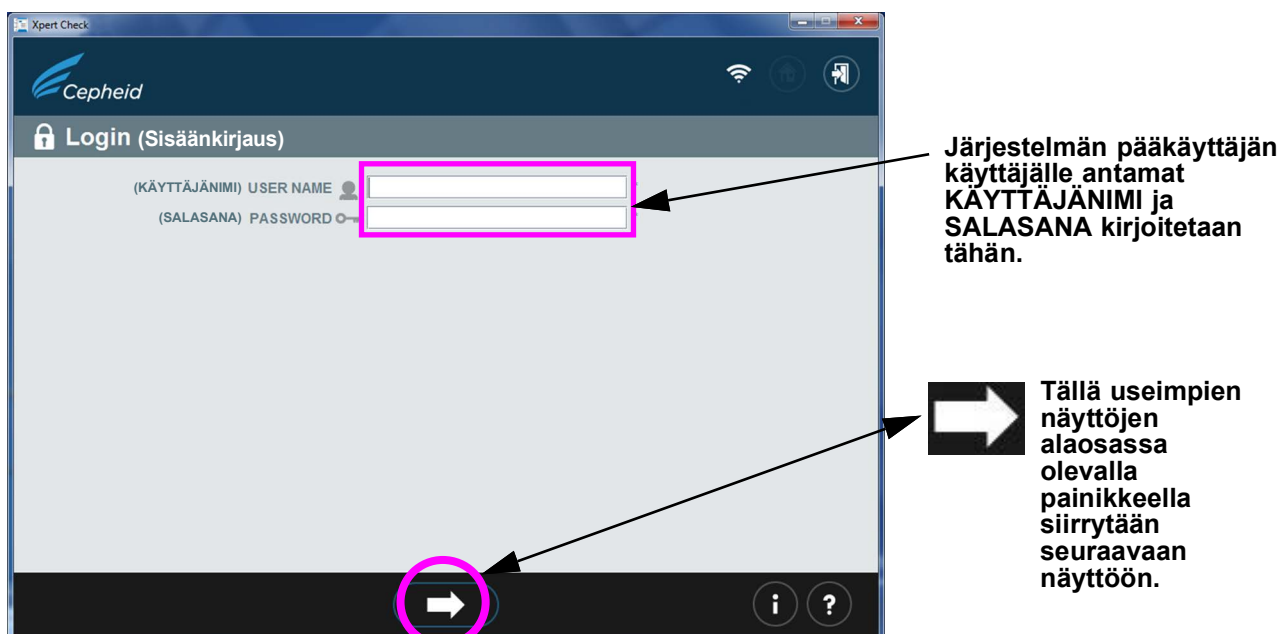 Xpert Check
Cepheid
Login (Sisäänkirjaus)
(KÄYTTÄJÄNIMI) USER NAME
(SALASANA) PASSWORD
Järjestelmän pääkäyttäjän
käyttäjälle antamat
KÄYTTÄJÄNIMI ja
SALASANA kirjoitetaan
tähän.
Tällä useimpien
näyttöjen
alaosassa
olevalla
painikkeella
siirrytään
seuraavaan
näyttöön.
i ?